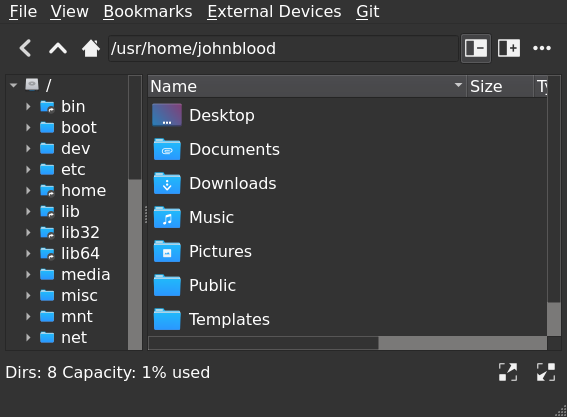 File View Bookmarks External Devices Git
/usr/home/johnblood
/
bin
boot
dev
etc
home
lib
lib32
lib64
media
misc
mnt
net
Name Size
Desktop
Documents
Downloads
Music
Pictures
Public
Templates
Dirs: 8 Capacity: 1% used